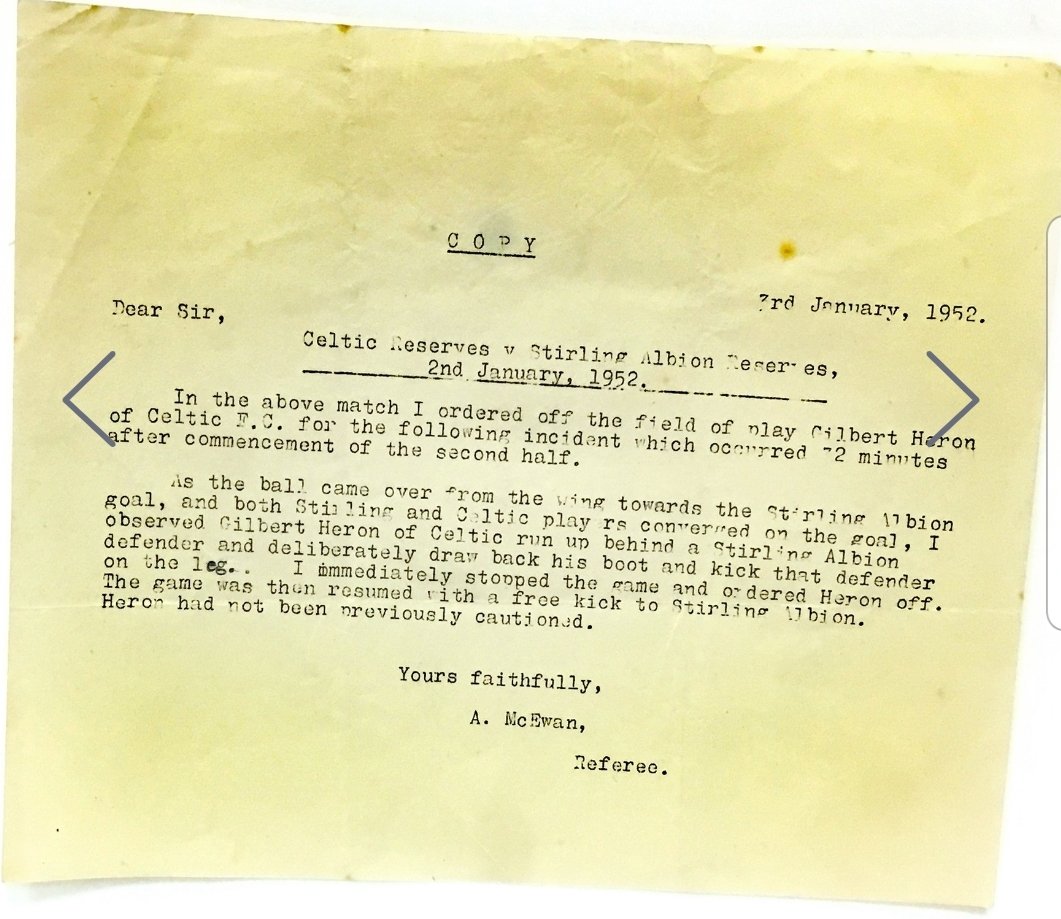 C O P Y
3rd January, 1952.
Dear Sir,
Celtic Reserves v Stirling Albion Reserves,
2nd January, 1952.
In the above match I ordered off the field of play Gilbert Heron
of Celtic F.C. for the following incident which occurred minutes
after commencement of the second half.
As the ball came over from the wing towards the Stirling Albion
goal, and both Stirling and Celtic players converged on the goal, I
observed Gilbert Heron of Celtic run up behind a Stirling Albion
defender and deliberately draw back his boot and kick that defender
on the leg.. I immediately stopped the game and ordered Heron off.
The game was then resumed with a free kick to Stirling Albion.
Heron had not been previously cautioned.
Yours faithfully,
A. McEwan,
Referee.